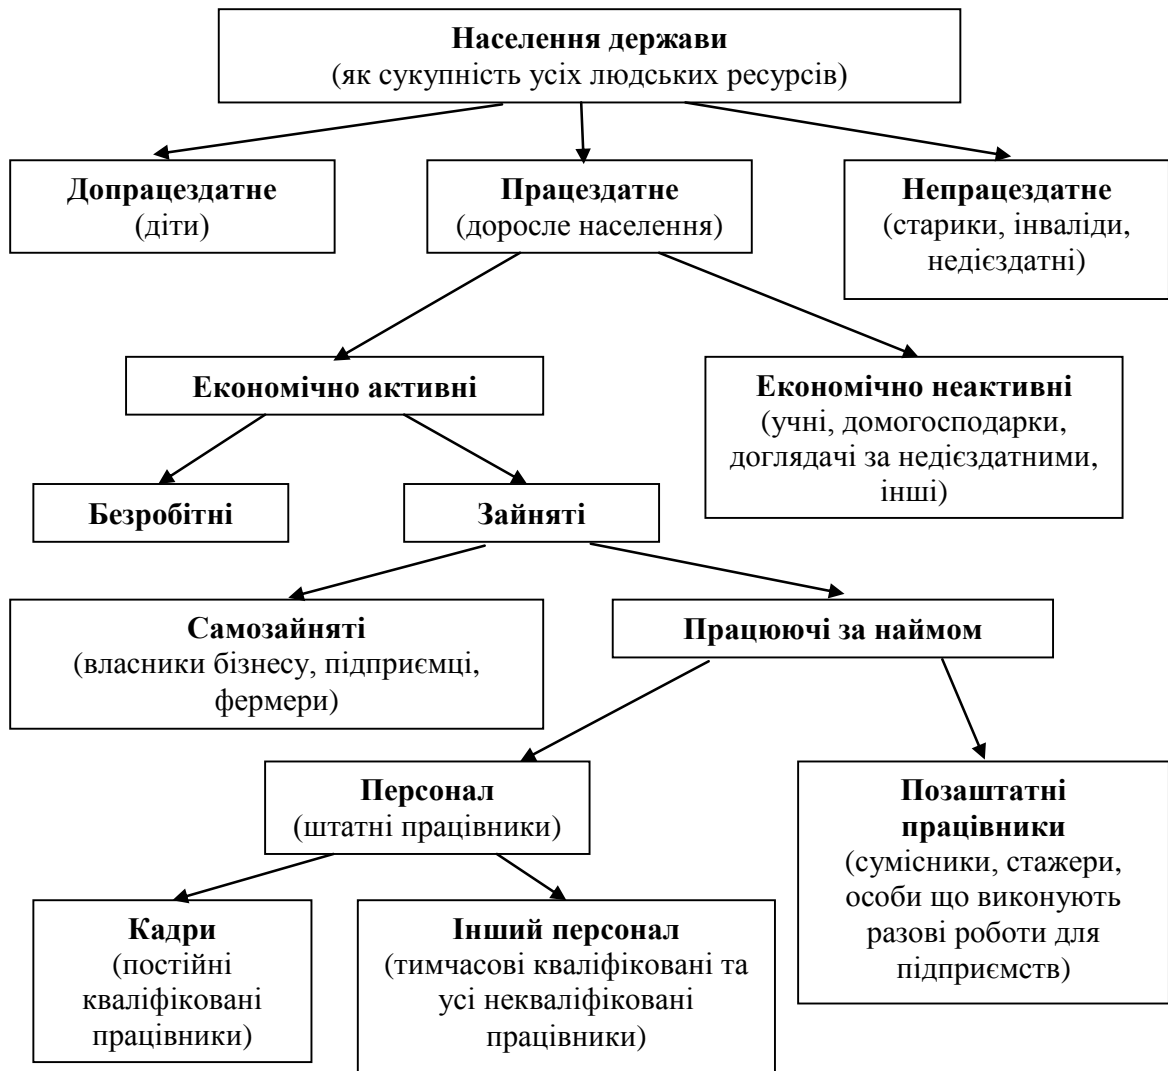 Населення держави
(як сукупність усіх людських ресурсів)
Допрацездатне
(діти)
Працездатне
(доросле населення)
Непрацездатне
(старики, інваліди,
недієздатні)
Економічно активні
Економічно неактивні
(учні, домогосподарки,
доглядачі за недієздатними,
інші)
Безробітні
Зайняті
Самозайняті
(власники бізнесу, підприємці,
фермери)
Працюючі за наймом
Персонал
(штатні працівники)
Позаштатні
працівники
(сумісники, стажери,
особи що виконують
разові роботи для
підприємств)
Кадри
(постійні
кваліфіковані
працівники)
Інший персонал
(тимчасові кваліфіковані та
усі некваліфіковані
працівники)